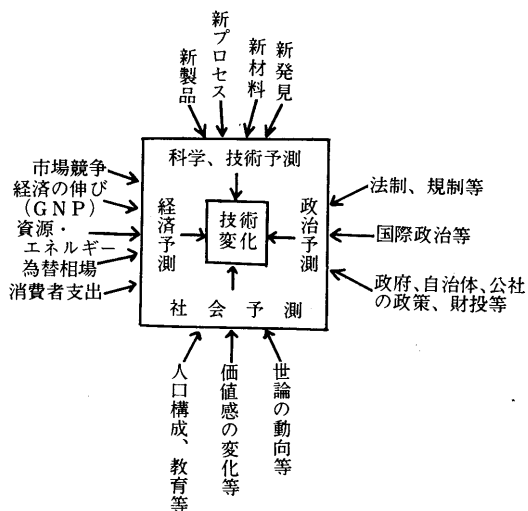 新製品
新プロセス
新材料
新発見
科学、技術予測
市場競争
経済の伸び
(GNP)
資源・
エネルギー
為替相場
消費者支出
経済予測
技術
変化
政治予測
法制、規制等
国際政治等
政府、自治体、公社
の政策、財投等
社会予測
人口構成、教育等
価値感の変化等
世論の動向等